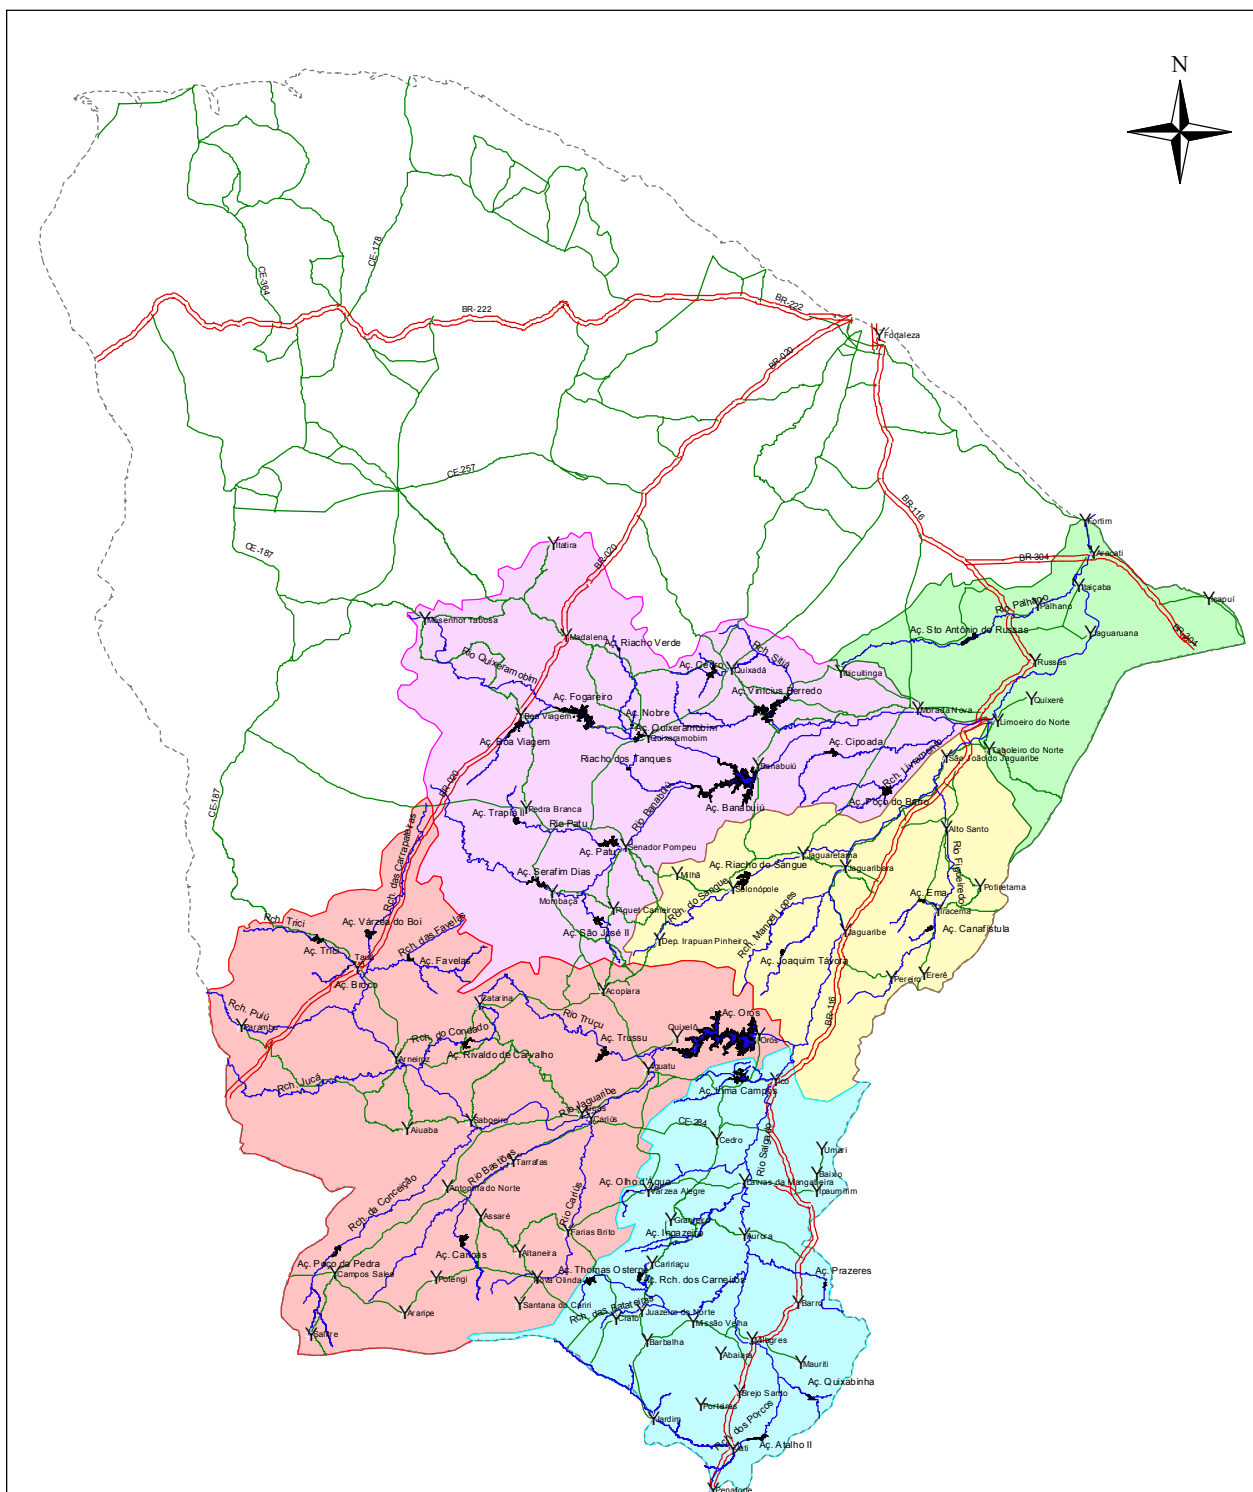 N
CE-178
CE-364
BR-222
BR-222
Fortaleza
BR-020
CE-257
BR-116
CE-187
BR-020
Itatira
Fortim
BR-304
Aracati
Itaiçaba
Icapuí
Rio Palhano
Palhano
Monsenhor Tabosa
Madalena
Aç. Riacho Verde
Aç. Sto Antônio de Russas
Jaguaruana
BR-304
Rch. Sitiá
Rio Quixeramobim
Aç. Cedro
Quixadá
Ibicuitinga
Russas
Aç. Fogareiro
Aç. Vinícius Berredo
Quixerê
Boa Viagem
Aç. Nobre
Morada Nova
Limoeiro do Norte
Aç. Quixeramobim
Quixeramobim
Aç. Boa Viagem
Aç. Cipoada
Tabuleiro do Norte
São João do Jaguaribe
Riacho dos Tanques
Banabuiú
Rch. Livramento
BR-020
CE-187
Rio Banabuiú
Aç. Banabuiú
Aç. Poço do Barro
Pedra Branca
Aç. Trapiá II
Rio Patu
Alto Santo
Rch. das Carrapateiras
Aç. Patu
Senador Pompeu
Rio Figueiredo
Jaguaretama
Aç. Riacho do Sangue
Jaguaribara
Aç. Serafim Dias
Milhã
Solonópole
Potiretama
Rch. do Sangue
Mombaça
Aç. Ema
Iracema
Piquet Carneiro
Rch. Manoel Lopes
Rch. Trici
Aç. Várzea do Boi
Aç. São José II
Jaguaribe
Aç. Canafístula
Dep. Irapuan Pinheiro
Rch. das Favelas
Aç. Trici
Tauá
Aç. Favelas
Aç. Joaquim Távora
Aç. Broco
Ererê
Pereiro
Acopiara
Catarina
Rch. Puiú
Parambu
Rio Truçu
Aç. Orós
BR-116
Quixelô
Orós
Rch. do Condado
Aç. Trussu
Aç. Rivaldo de Carvalho
Arneiroz
Iguatu
Rch. Jucá
Icó
Aç. Lima Campos
Rio Jaguaribe
Jucás
Cariús
Saboeiro
CE-284
Aiuaba
Cedro
Rio Salgado
Umari
Tarrafas
Rio Bastões
Baixio
Aç. Olho d'Água
Lavras da Mangabeira
Antonina do Norte
Várzea Alegre
Ipaumirim
Rch. da Conceição
Rio Cariús
Assaré
Granjeiro
Farias Brito
Aç. Ingazeiro
Aurora
Altaneira
Aç. Canoas
Aç. Poço da Pedra
Caririaçu
Campos Sales
Aç. Thomas Osterne
Aç. Prazeres
Potengi
Nova Olinda
Aç. Rch. dos Carneiros
Santana do Cariri
Barro
Araripe
Rch. das Batateiras
Juazeiro do Norte
Crato
Missão Velha
Salitre
Barbalha
Milagres
Abaiara
Mauriti
Aç. Quixabinha
Brejo Santo
Porteiras
Jardim
Rch. dos Porcos
Jati
Aç. Atalho II
Penaforte